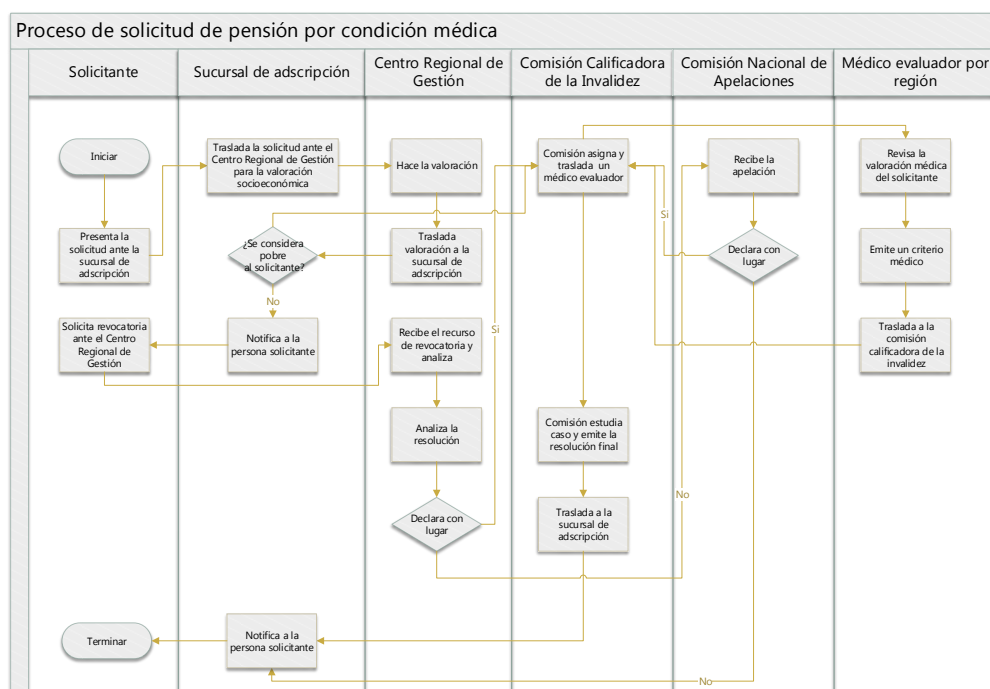 Proceso de solicitud de pensión por condición médica
Solicitante
Sucursal de adscripción
Centro Regional de
Gestión
Comisión Calificadora
de la Invalidez
Comisión Nacional de
Apelaciones
Médico evaluador por
región
Iniciar
Traslada la solicitud ante el
Centro Regional de Gestión
para la valoración
socioeconómica
Hace la valoración
Comisión asigna y
traslada un
médico evaluador
Recibe la
apelación
Revisa la
valoración médica
del solicitante
Presenta la
solicitud ante la
sucursal de
adscripción
¿Se considera
pobre
al solicitante?
Traslada
valoración a la
sucursal de
adscripción
Si
Declara con
lugar
Emite un criterio
médico
No
Solicita revocatoria
ante el Centro
Regional de
Gestión
Notifica a la
persona solicitante
Recibe el recurso
de revocatoria y
analiza
Si
Traslada a la
comisión
calificadora de la
invalidez
Analiza la
resolución
Comisión estudia
caso y emite la
resolución final
No
Declara con
lugar
Traslada a la
sucursal de
adscripción
Terminar
Notifica a la
persona solicitante
No